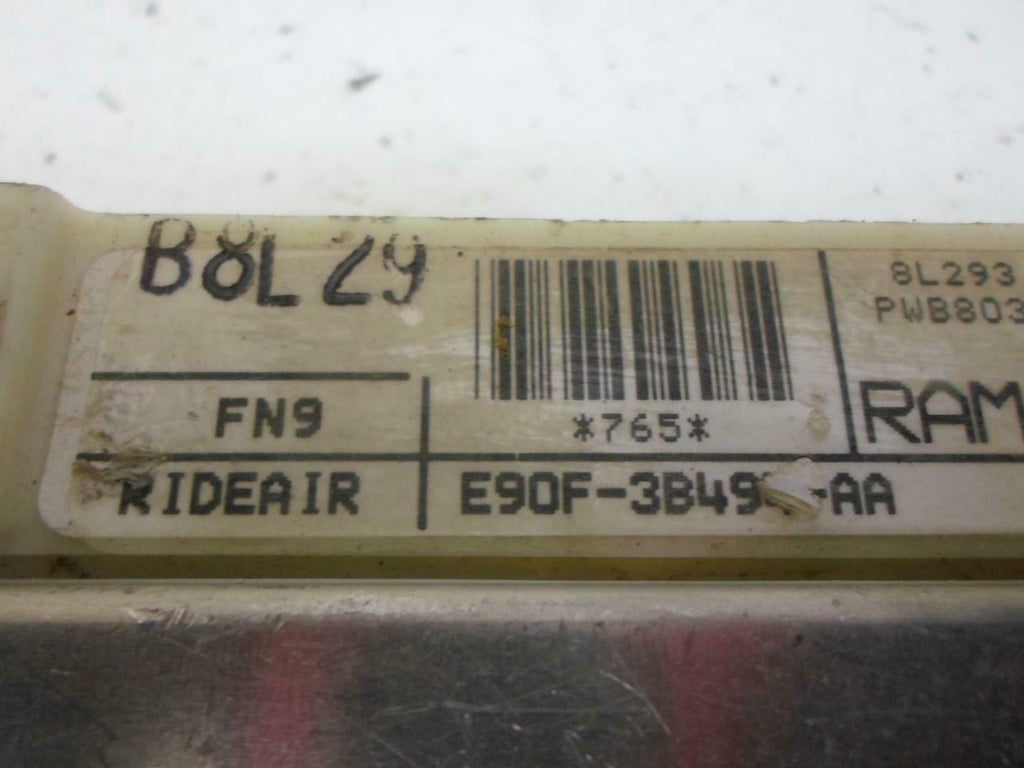 B8L29
8L293
PWB803
FN9
*765*
RAM
RIDEAIR